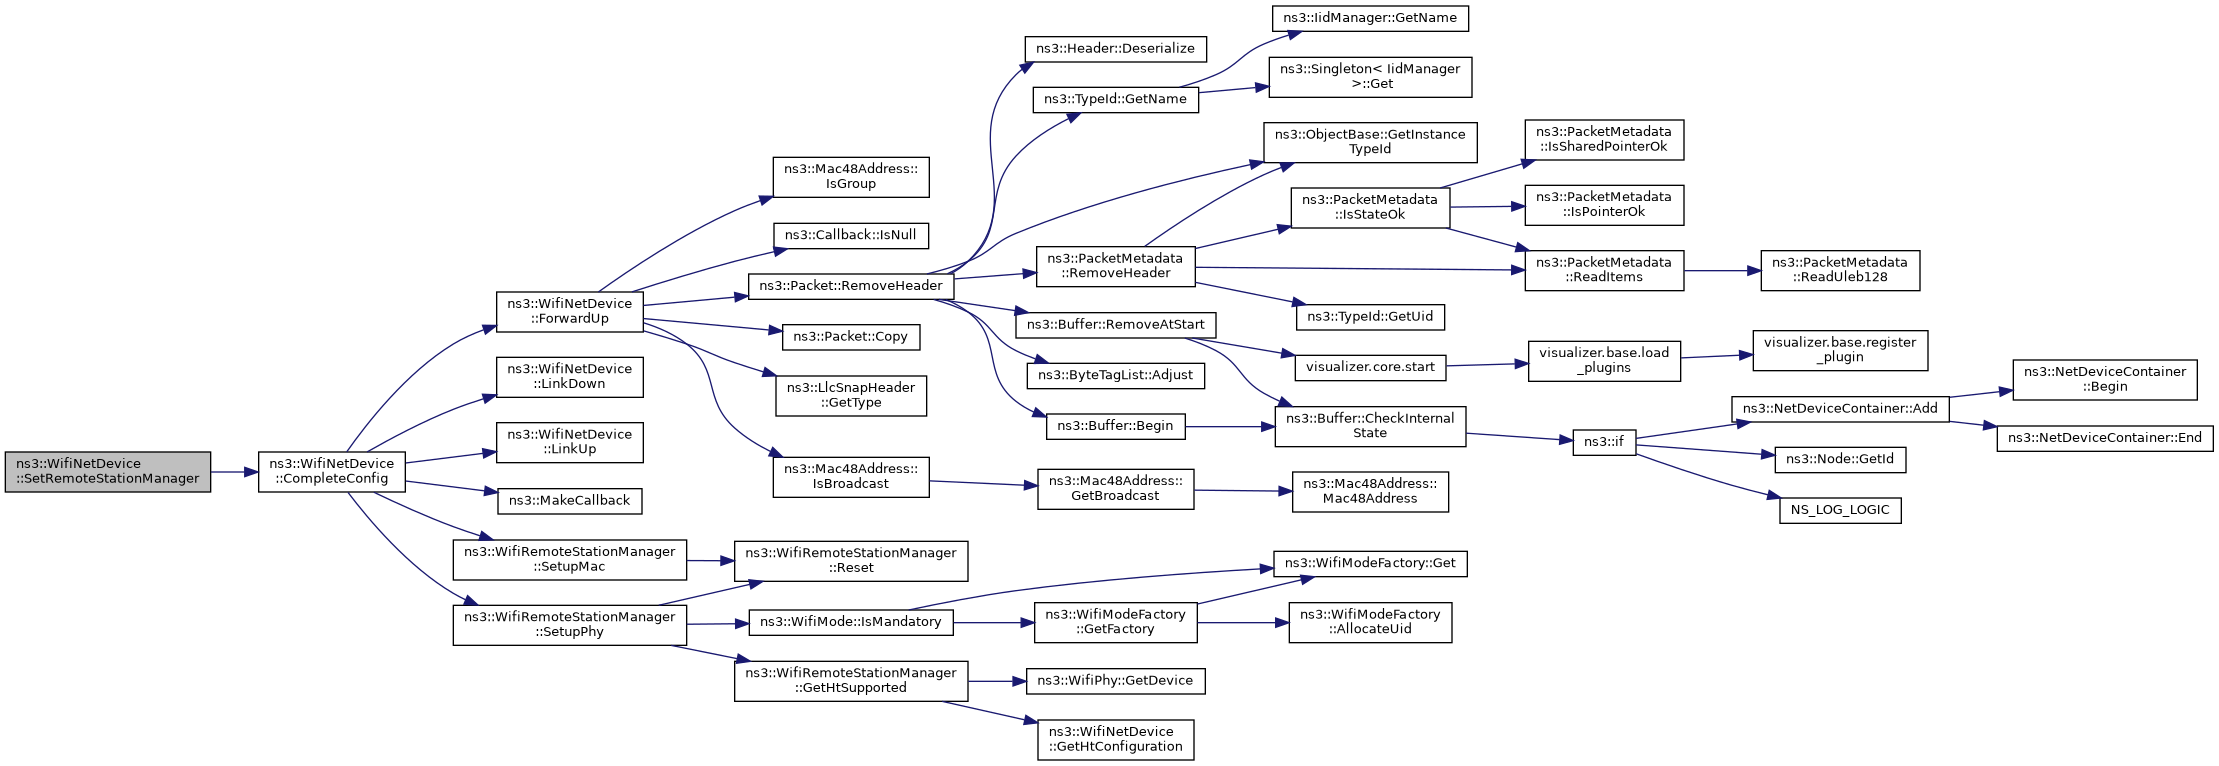 ns3::WifiNetDevice
::SetRemoteStationManager
ns3::WifiNetDevice
::CompleteConfig
ns3::WifiNetDevice
::ForwardUp
ns3::WifiNetDevice
::LinkDown
ns3::WifiNetDevice
::LinkUp
ns3::MakeCallback
ns3::WifiRemoteStationManager
::SetupMac
ns3::WifiRemoteStationManager
::SetupPhy
ns3::Mac48Address::
IsGroup
ns3::Callback::IsNull
ns3::Packet::RemoveHeader
ns3::Packet::Copy
ns3::LlcSnapHeader
::GetType
ns3::Mac48Address::
IsBroadcast
ns3::WifiRemoteStationManager
::Reset
ns3::WifiMode::IsMandatory
ns3::WifiRemoteStationManager
::GetHtSupported
ns3::Header::Deserialize
ns3::TypeId::GetName
ns3::PacketMetadata
::RemoveHeader
ns3::Buffer::RemoveAtStart
ns3::ByteTagList::Adjust
ns3::Buffer::Begin
ns3::Mac48Address::
GetBroadcast
ns3::WifiModeFactory
::GetFactory
ns3::WifiPhy::GetDevice
ns3::WifiNetDevice
::GetHtConfiguration
ns3::IidManager::GetName
ns3::Singleton< IidManager
>::Get
ns3::ObjectBase::GetInstance
TypeId
ns3::PacketMetadata
::IsStateOk
ns3::TypeId::GetUid
visualizer.core.start
ns3::Buffer::CheckInternal
State
ns3::Mac48Address::
Mac48Address
ns3::WifiModeFactory::Get
ns3::WifiModeFactory
::AllocateUid
ns3::PacketMetadata
::IsSharedPointerOk
ns3::PacketMetadata
::IsPointerOk
ns3::PacketMetadata
::ReadItems
visualizer.base.load
_plugins
ns3::if
ns3::PacketMetadata
::ReadUleb128
visualizer.base.register
_plugin
ns3::NetDeviceContainer::Add
ns3::Node::GetId
NS_LOG_LOGIC
ns3::NetDeviceContainer
::Begin
ns3::NetDeviceContainer::End